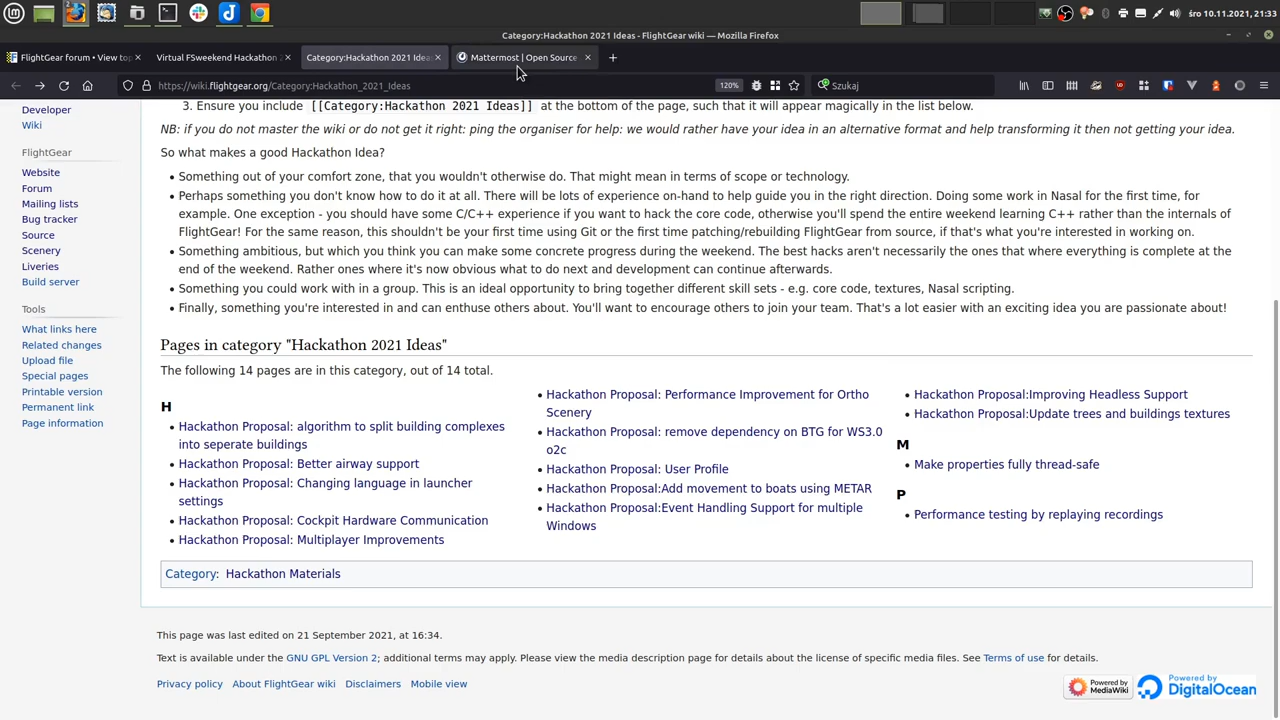 śro 10.11.2021, 21:33
Category:Hackathon 2021 Ideas - FlightGear wiki — Mozilla Firefox
FlightGear forum • View to
Virtual FSweekend Hackathon
Category:Hackathon 2021 Idea
Mattermost | Open Source
https://wiki.flightgear.org/Category:Hackathon_2021_Ideas
120%
Szukaj
Developer
Wiki
FlightGear
Website
Forum
Mailing lists
Bug tracker
Source
Scenery
Liveries
Build server
Tools
What links here
Related changes
Upload file
Special pages
Printable version
Permanent link
Page information
3. Ensure you include [[Category:Hackathon 2021 Ideas]] at the bottom of the page, such that it will appear magically in the list below.
NB: if you do not master the wiki or do not get it right: ping the organiser for help: we would rather have your idea in an alternative format and help transforming it then not getting your idea.
So what makes a good Hackathon Idea?
• Something out of your comfort zone, that you wouldn't otherwise do. That might mean in terms of scope or technology.
• Perhaps something you don't know how to do it at all. There will be lots of experience on-hand to help guide you in the right direction. Doing some work in Nasal for the first time, for
example. One exception - you should have some C/C++ experience if you want to hack the core code, otherwise you'll spend the entire weekend learning C++ rather than the internals of
FlightGear! For the same reason, this shouldn't be your first time using Git or the first time patching/rebuilding FlightGear from source, if that's what you're interested in working on.
• Something ambitious, but which you think you can make some concrete progress during the weekend. The best hacks aren't necessarily the ones that where everything is complete at the
end of the weekend. Rather ones where it's now obvious what to do next and development can continue afterwards.
• Something you could work with in a group. This is an ideal opportunity to bring together different skill sets - e.g. core code, textures, Nasal scripting.
• Finally, something you're interested in and can enthuse others about. You'll want to encourage others to join your team. That's a lot easier with an exciting idea you are passionate about!
Pages in category "Hackathon 2021 Ideas"
The following 14 pages are in this category, out of 14 total.
H
• Hackathon Proposal: algorithm to split building complexes
into seperate buildings
• Hackathon Proposal: Better airway support
• Hackathon Proposal: Changing language in launcher
settings
• Hackathon Proposal: Cockpit Hardware Communication
• Hackathon Proposal: Multiplayer Improvements
• Hackathon Proposal: Performance Improvement for Ortho
Scenery
• Hackathon Proposal: remove dependency on BTG for WS3.0
o2c
• Hackathon Proposal: User Profile
• Hackathon Proposal:Add movement to boats using METAR
• Hackathon Proposal:Event Handling Support for multiple
Windows
• Hackathon Proposal:Improving Headless Support
• Hackathon Proposal:Update trees and buildings textures
M
• Make properties fully thread-safe
P
• Performance testing by replaying recordings
Category: Hackathon Materials
This page was last edited on 21 September 2021, at 16:34.
Text is available under the GNU GPL Version 2; additional terms may apply. Please view the media description page for details about the license of specific media files. See Terms of use for details.
Privacy policy
About FlightGear wiki
Disclaimers
Mobile view
Powered by
MediaWiki
Powered by
DigitalOcean